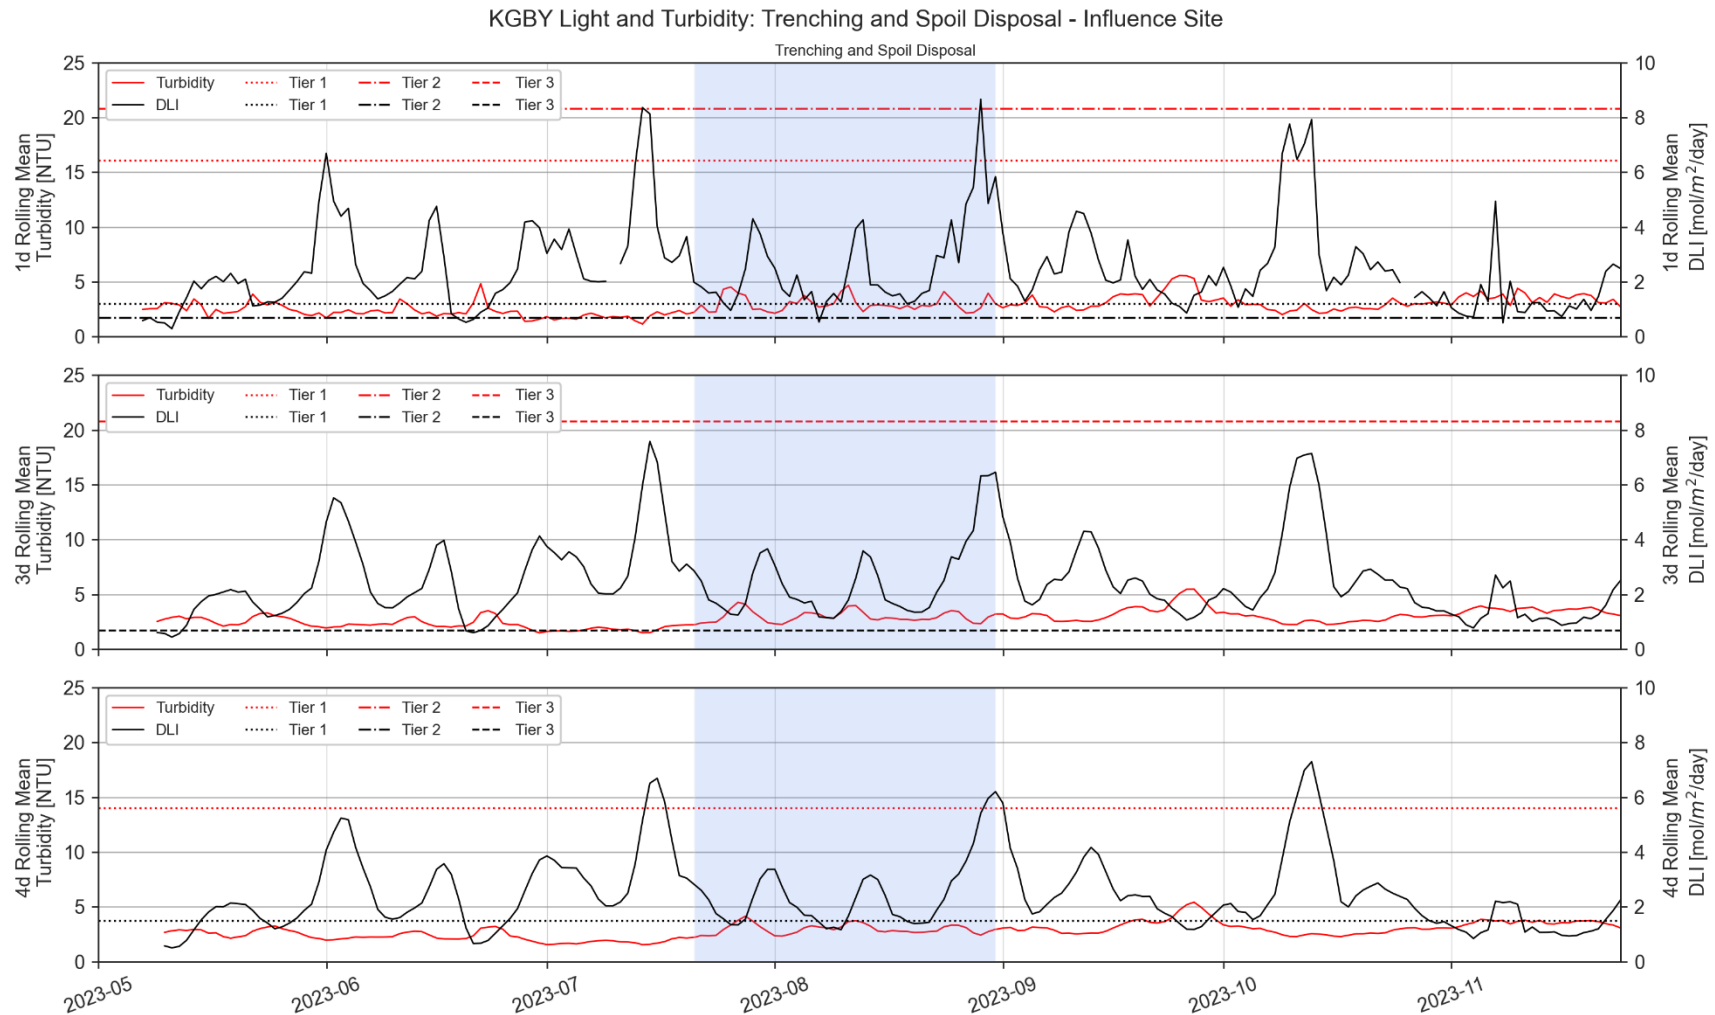 KGBY Light and Turbidity: Trenching and Spoil Disposal - Influence Site
Trenching and Spoil Disposal
25
20
15
10
5
0
1d Rolling Mean
Turbidity [NTU]
Turbidity
DLI
Tier 1
Tier 1
Tier 2
Tier 2
Tier 3
Tier 3
10
8
6
4
2
0
1d Rolling Mean
DLI [mol/m²/day]
25
20
15
10
5
0
3d Rolling Mean
Turbidity [NTU]
Turbidity
DLI
Tier 1
Tier 1
Tier 2
Tier 2
Tier 3
Tier 3
10
8
6
4
2
0
3d Rolling Mean
DLI [mol/m²/day]
25
20
15
10
5
0
4d Rolling Mean
Turbidity [NTU]
Turbidity
DLI
Tier 1
Tier 1
Tier 2
Tier 2
Tier 3
Tier 3
10
8
6
4
2
0
4d Rolling Mean
DLI [mol/m²/day]
2023-05
2023-06
2023-07
2023-08
2023-09
2023-10
2023-11